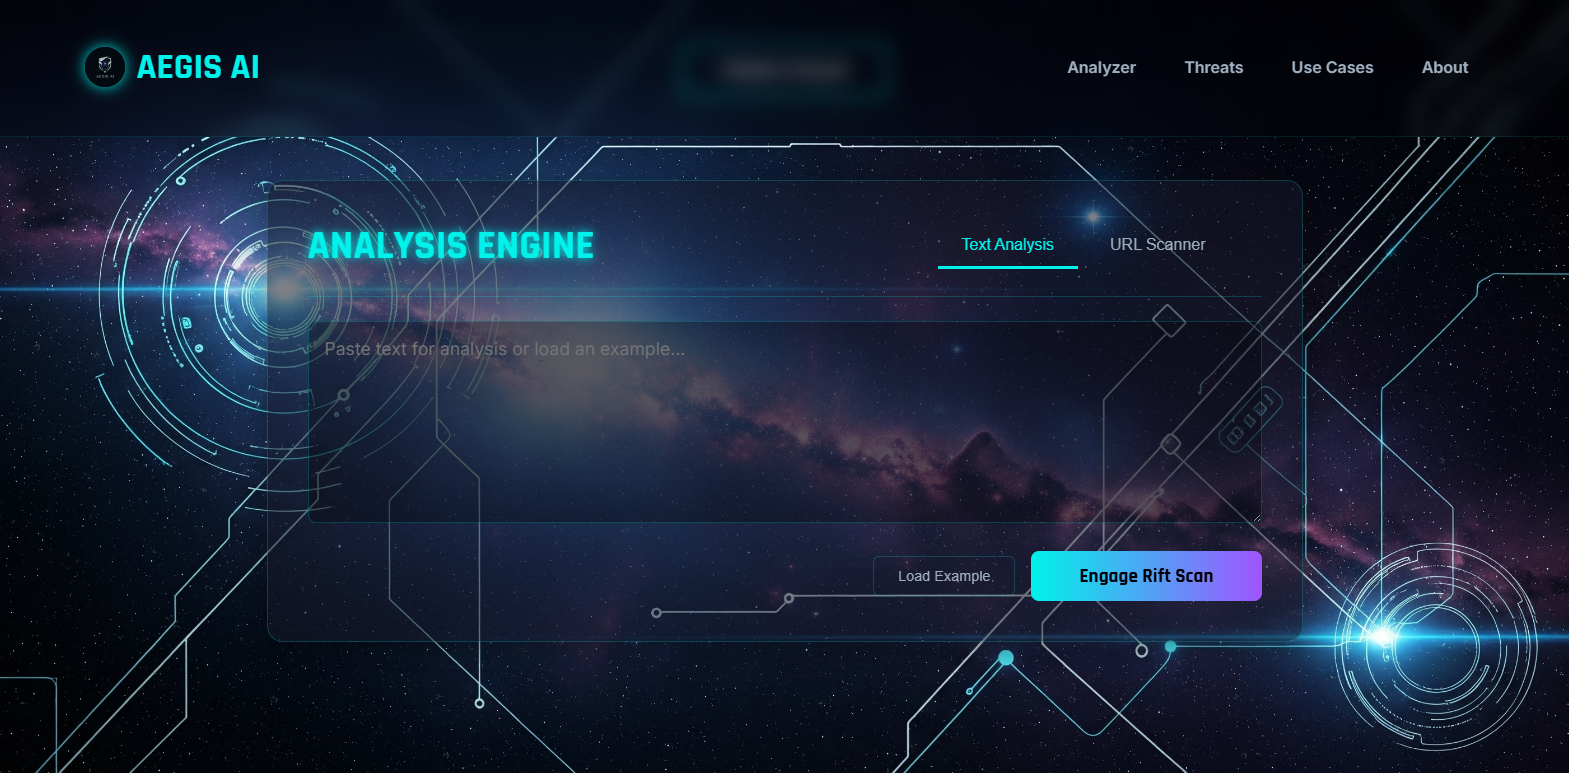 AEGIS AI
Analyzer
Threats
Use Cases
About
ANALYSIS ENGINE
Text Analysis
URL Scanner
Paste text for analysis or load an example...
Load Example
Engage Rift Scan